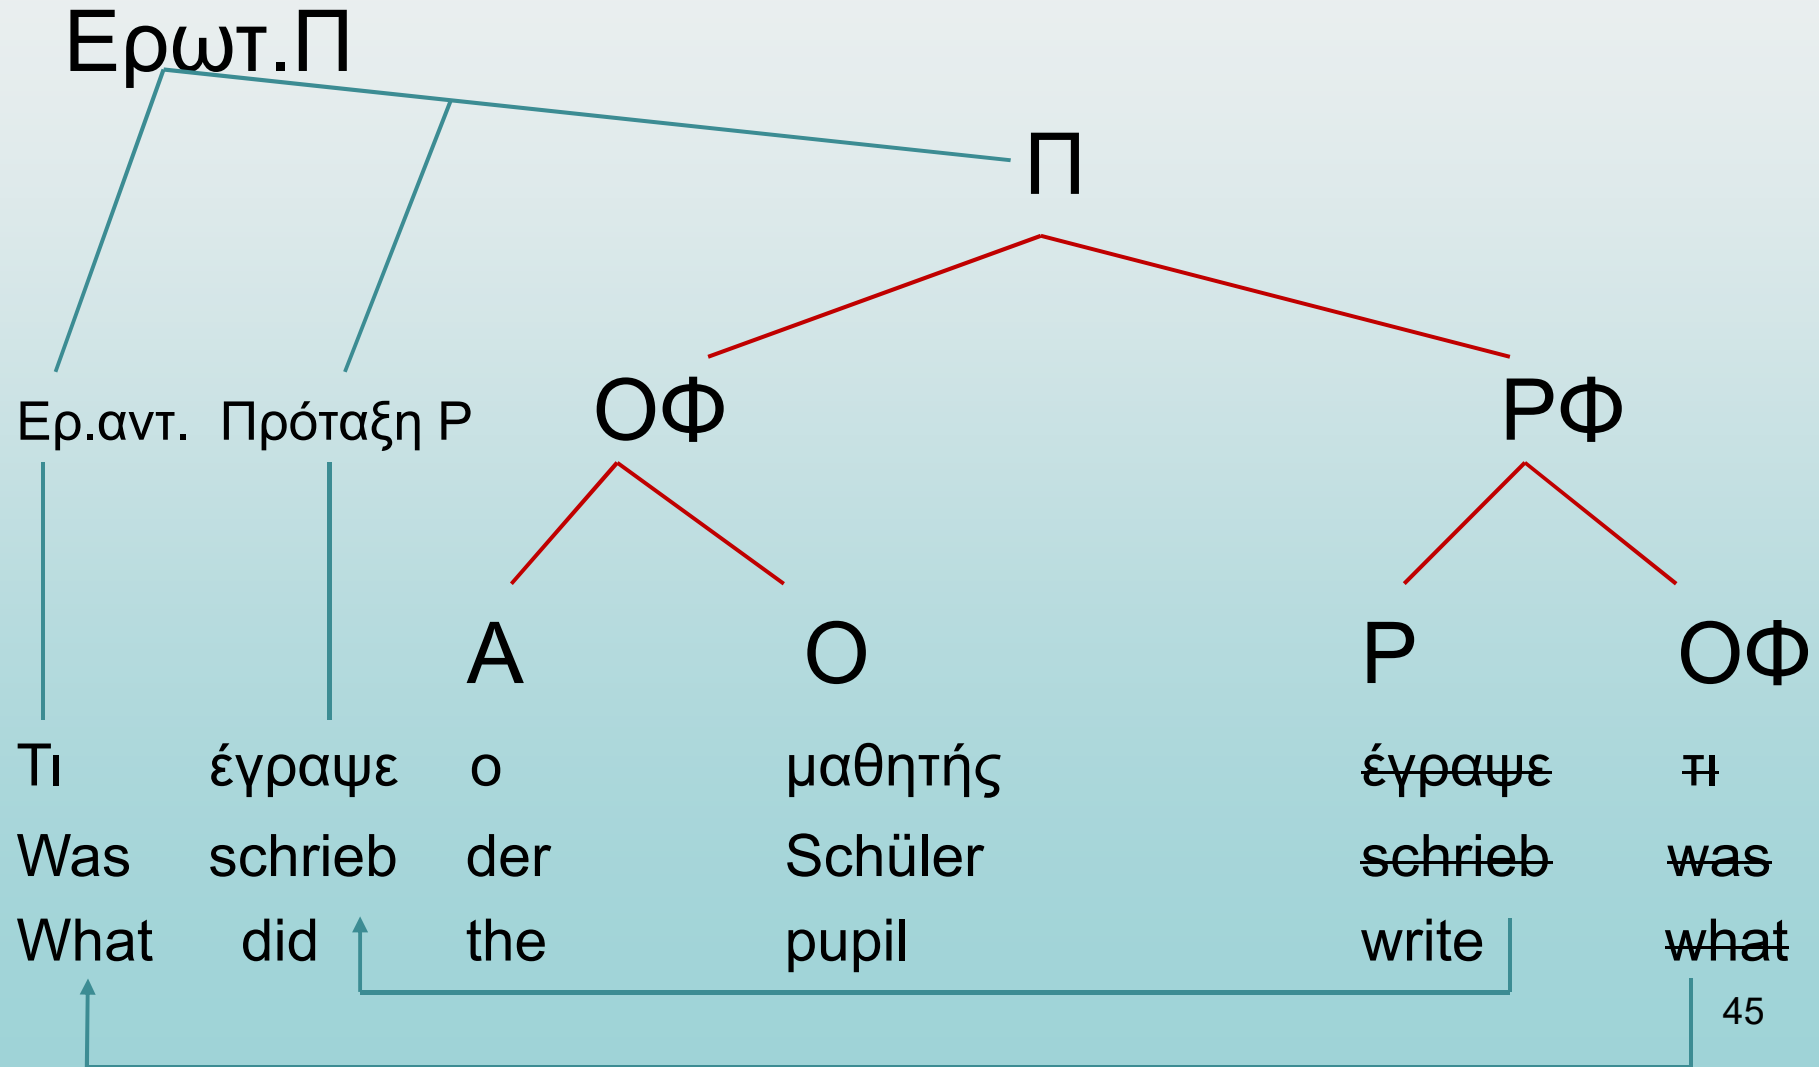 Ερωτ.Π
Π
Ερ.αντ. Πρόταξη Ρ ΟΦ ΡΦ
Α Ο Ρ ΟΦ
Τι έγραψε ο μαθητής έγραψε τι
Was schrieb der Schüler schrieb was
What did the pupil write what
45